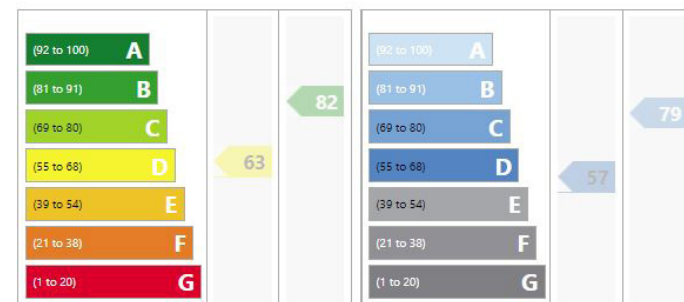 (92 to 100) A
(81 to 91) B
82
(69 to 80) C
(55 to 68) D
63
(39 to 54) E
(21 to 38) F
(1 to 20) G
(92 to 100) A
(81 to 91) B
79
(69 to 80) C
(55 to 68) D
57
(39 to 54) E
(21 to 38) F
(1 to 20) G